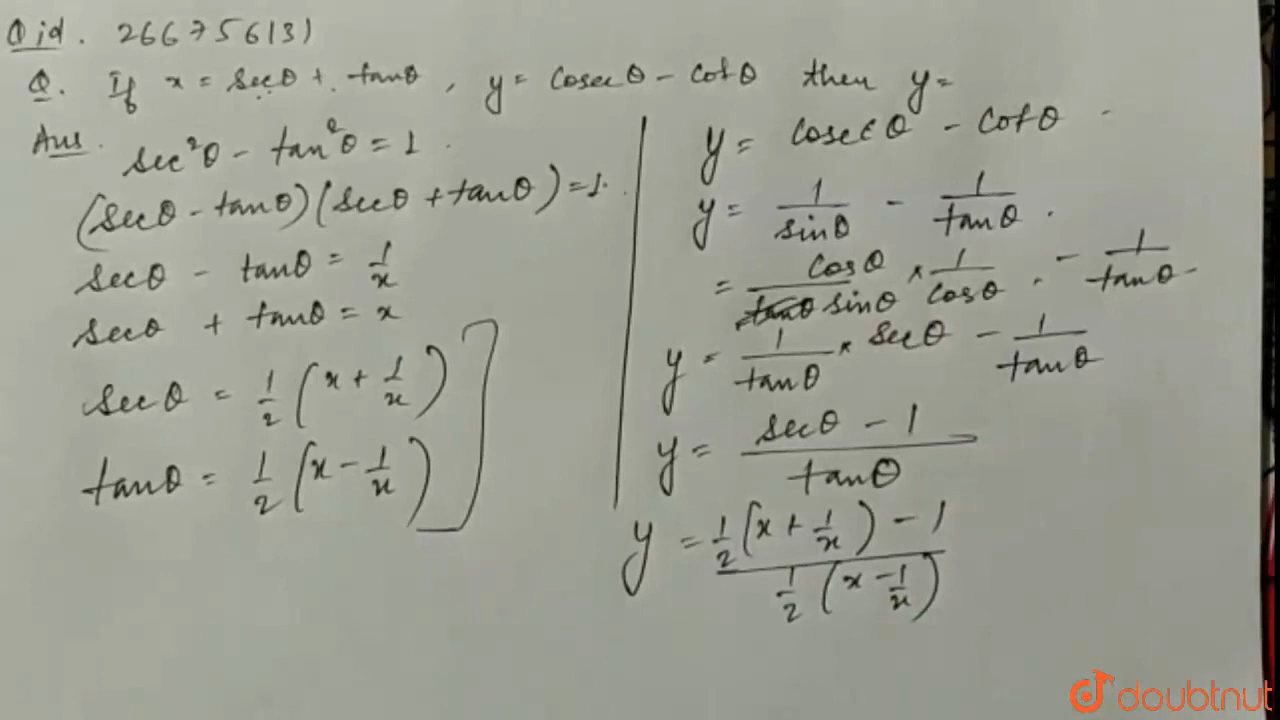 Qid. 266756131
Q. If x = secθ + tanθ, y = cosecθ - cotθ then y =
Ans. sec²θ - tan²θ = 1.
(secθ - tanθ)(secθ + tanθ) = 1.
secθ - tanθ = 1/x
secθ + tanθ = x
secθ = 1/2 (x + 1/x)
tanθ = 1/2 (x - 1/x)
y = cosecθ - cotθ
y = 1/sinθ - 1/tanθ.
= cosθ/sinθ × 1/cosθ. - 1/tanθ
y = 1/tanθ × secθ - 1/tanθ
y = secθ - 1/tanθ
y = 1/2 (x + 1/x) - 1/1/2 (x - 1/x)
doubtnut